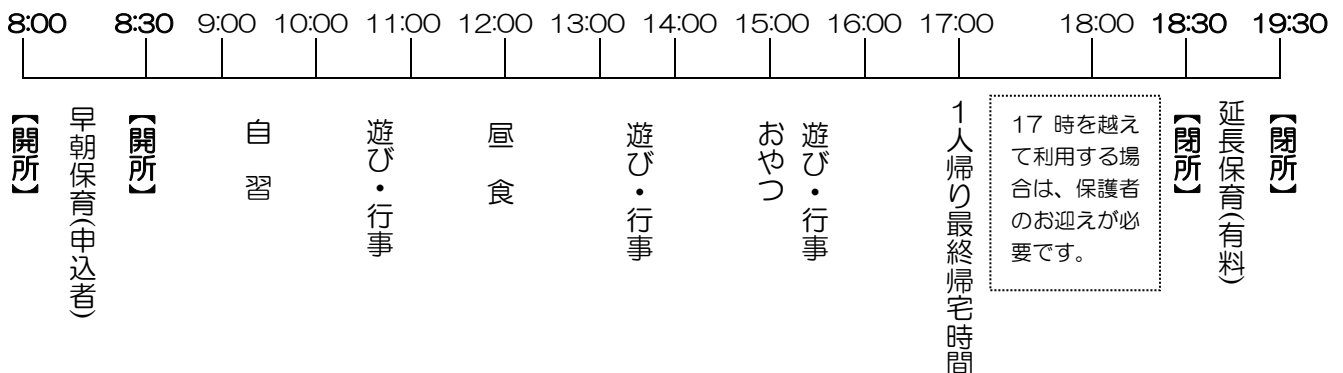 8:00 8:30 9:00 10:00 11:00 12:00 13:00 14:00 15:00 16:00 17:00 18:00 18:30 19:30
【開所】
早朝保育(申込者)
【開所】
自習
遊び・行事
昼食
遊び・行事
おやつ
遊び・行事
1人帰り最終帰宅時間
17 時を越え
て利用する場
合は、保護者
のお迎えが必
要です。
【閉所】
延長保育(有料)
【閉所】